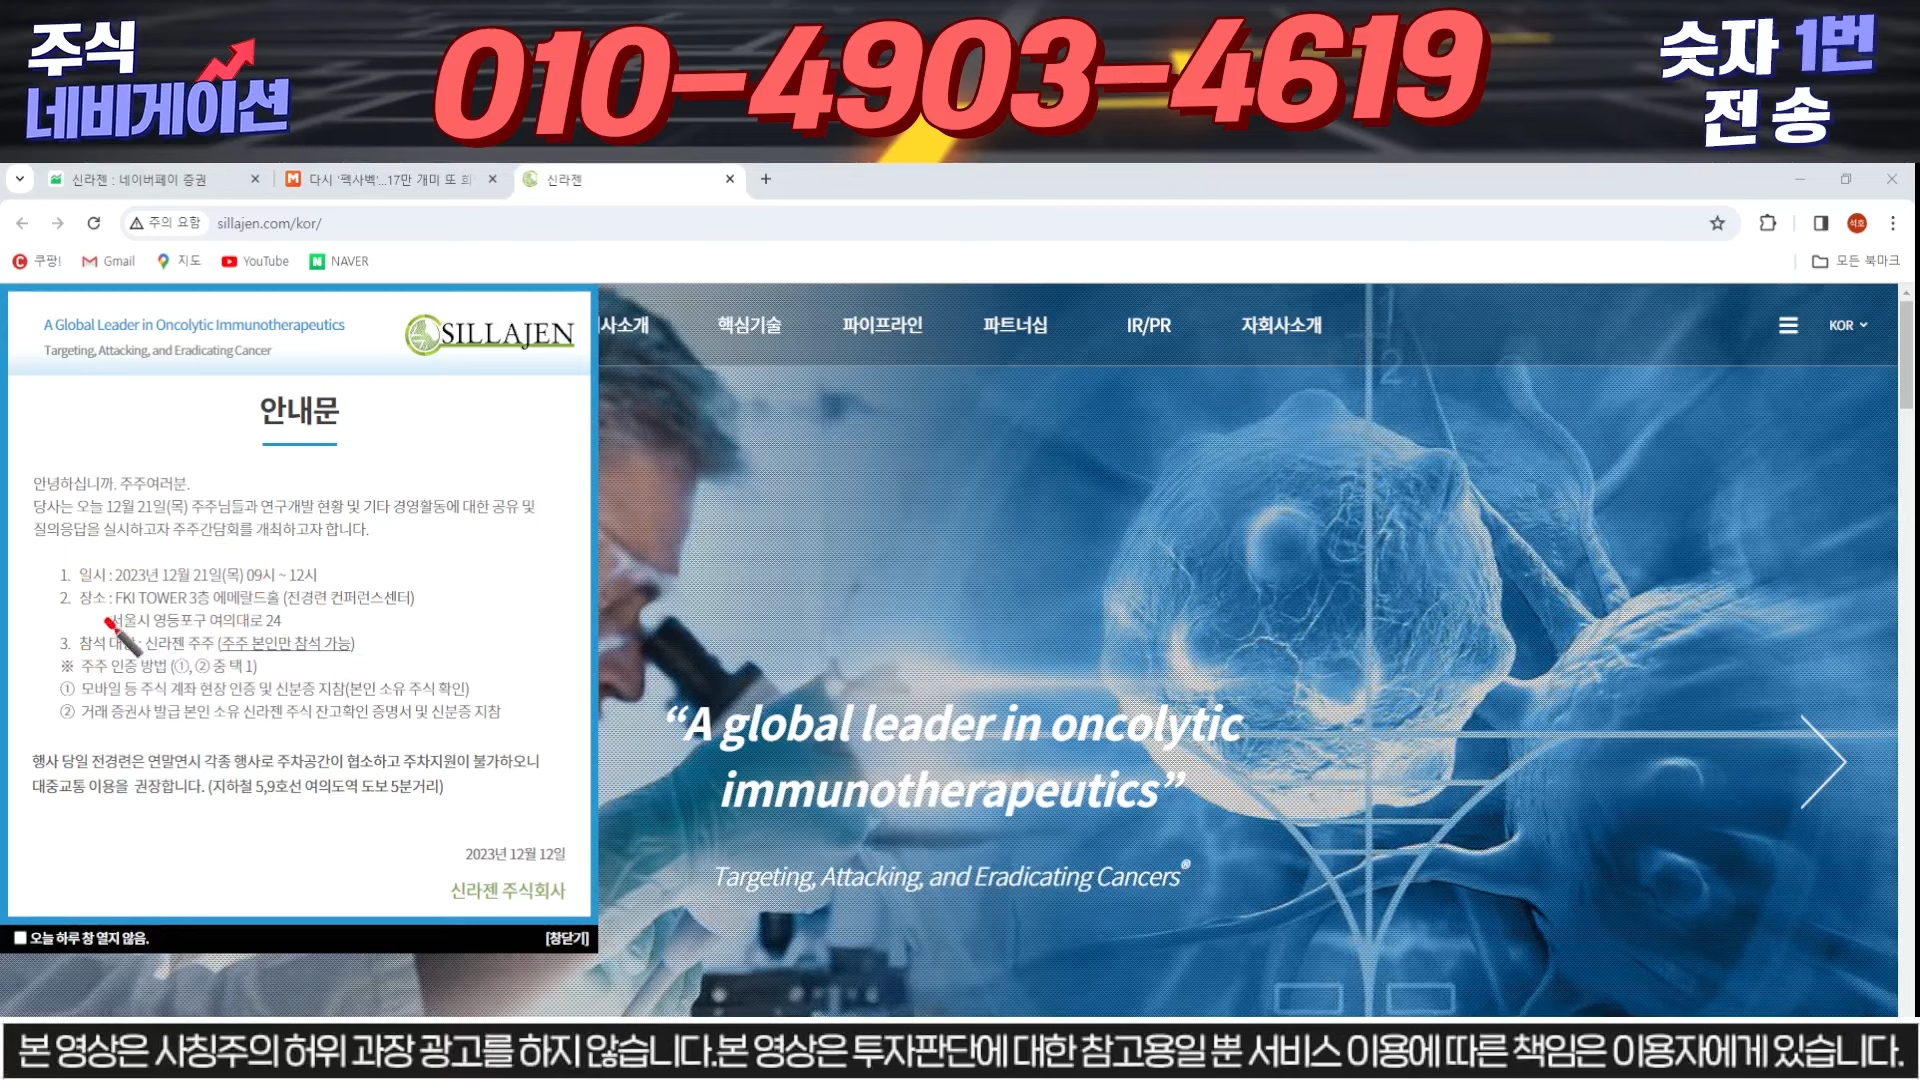 주식
네비게이션
010-4903-4619
숫자 1번
전송
신라젠 : 네이버페이 증권
다시 '펙사벡'...17만 개미 또 희
신라젠
주의 요함
sillajen.com/kor/
석호
쿠팡!
Gmail
지도
YouTube
NAVER
모든 북마크
A Global Leader in Oncolytic Immunotherapeutics
Targeting, Attacking, and Eradicating Cancer
SILLAJEN
사소개
핵심기술
파이프라인
파트너십
IR/PR
자회사소개
KOR
안내문
안녕하십니까. 주주여러분.
당사는 오늘 12월 21일(목) 주주님들과 연구개발 현황 및 기타 경영활동에 대한 공유 및
질의응답을 실시하고자 주주간담회를 개최하고자 합니다.
1. 일시 : 2023년 12월 21일(목) 09시 ~ 12시
2. 장소 : FKI TOWER 3층 에메랄드홀 (전경련 컨퍼런스센터)
서울시 영등포구 여의대로 24
3. 참석 대상 : 신라젠 주주 (주주 본인만 참석 가능)
※ 주주 인증 방법 (①, ② 중 택 1)
① 모바일 등 주식 계좌 현장 인증 및 신분증 지참(본인 소유 주식 확인)
② 거래 증권사 발급 본인 소유 신라젠 주식 잔고확인 증명서 및 신분증 지참
행사 당일 전경련은 연말연시 각종 행사로 주차공간이 협소하고 주차지원이 불가하오니
대중교통 이용을 권장합니다. (지하철 5,9호선 여의도역 도보 5분거리)
2023년 12월 12일
신라젠 주식회사
오늘 하루 창 열지 않음.
[창닫기]
“A global leader in oncolytic
immunotherapeutics”
Targeting, Attacking, and Eradicating Cancers®
본 영상은 사칭주의 허위 과장 광고를 하지 않습니다.본 영상은 투자판단에 대한 참고용일 뿐 서비스 이용에 따른 책임은 이용자에게 있습니다.